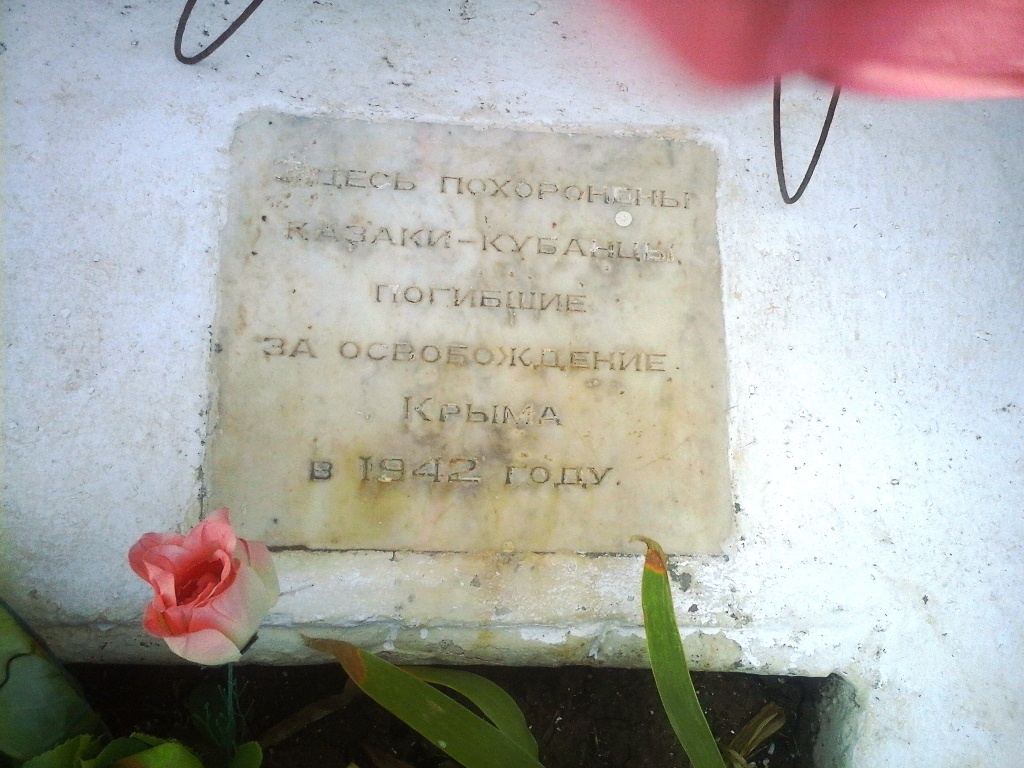 Здесь похоронены
казаки-кубанцы,
погибшие
за освобождение
Крыма
в 1942 году.